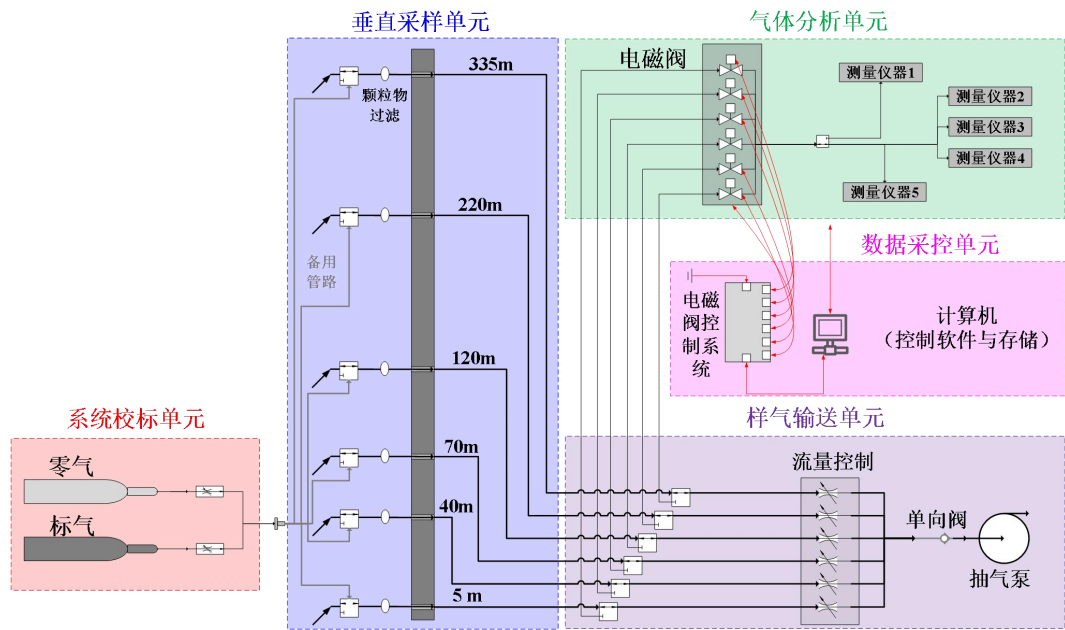 垂直采样单元
气体分析单元
335m
颗粒物
过滤
220m
备用
管路
120m
70m
40m
5 m
电磁阀
测量仪器1
测量仪器2
测量仪器3
测量仪器4
测量仪器5
数据采控单元
电磁
阀控
制系
统
计算机
（控制软件与存储）
系统校标单元
零气
标气
样气输送单元
流量控制
单向阀
抽气泵